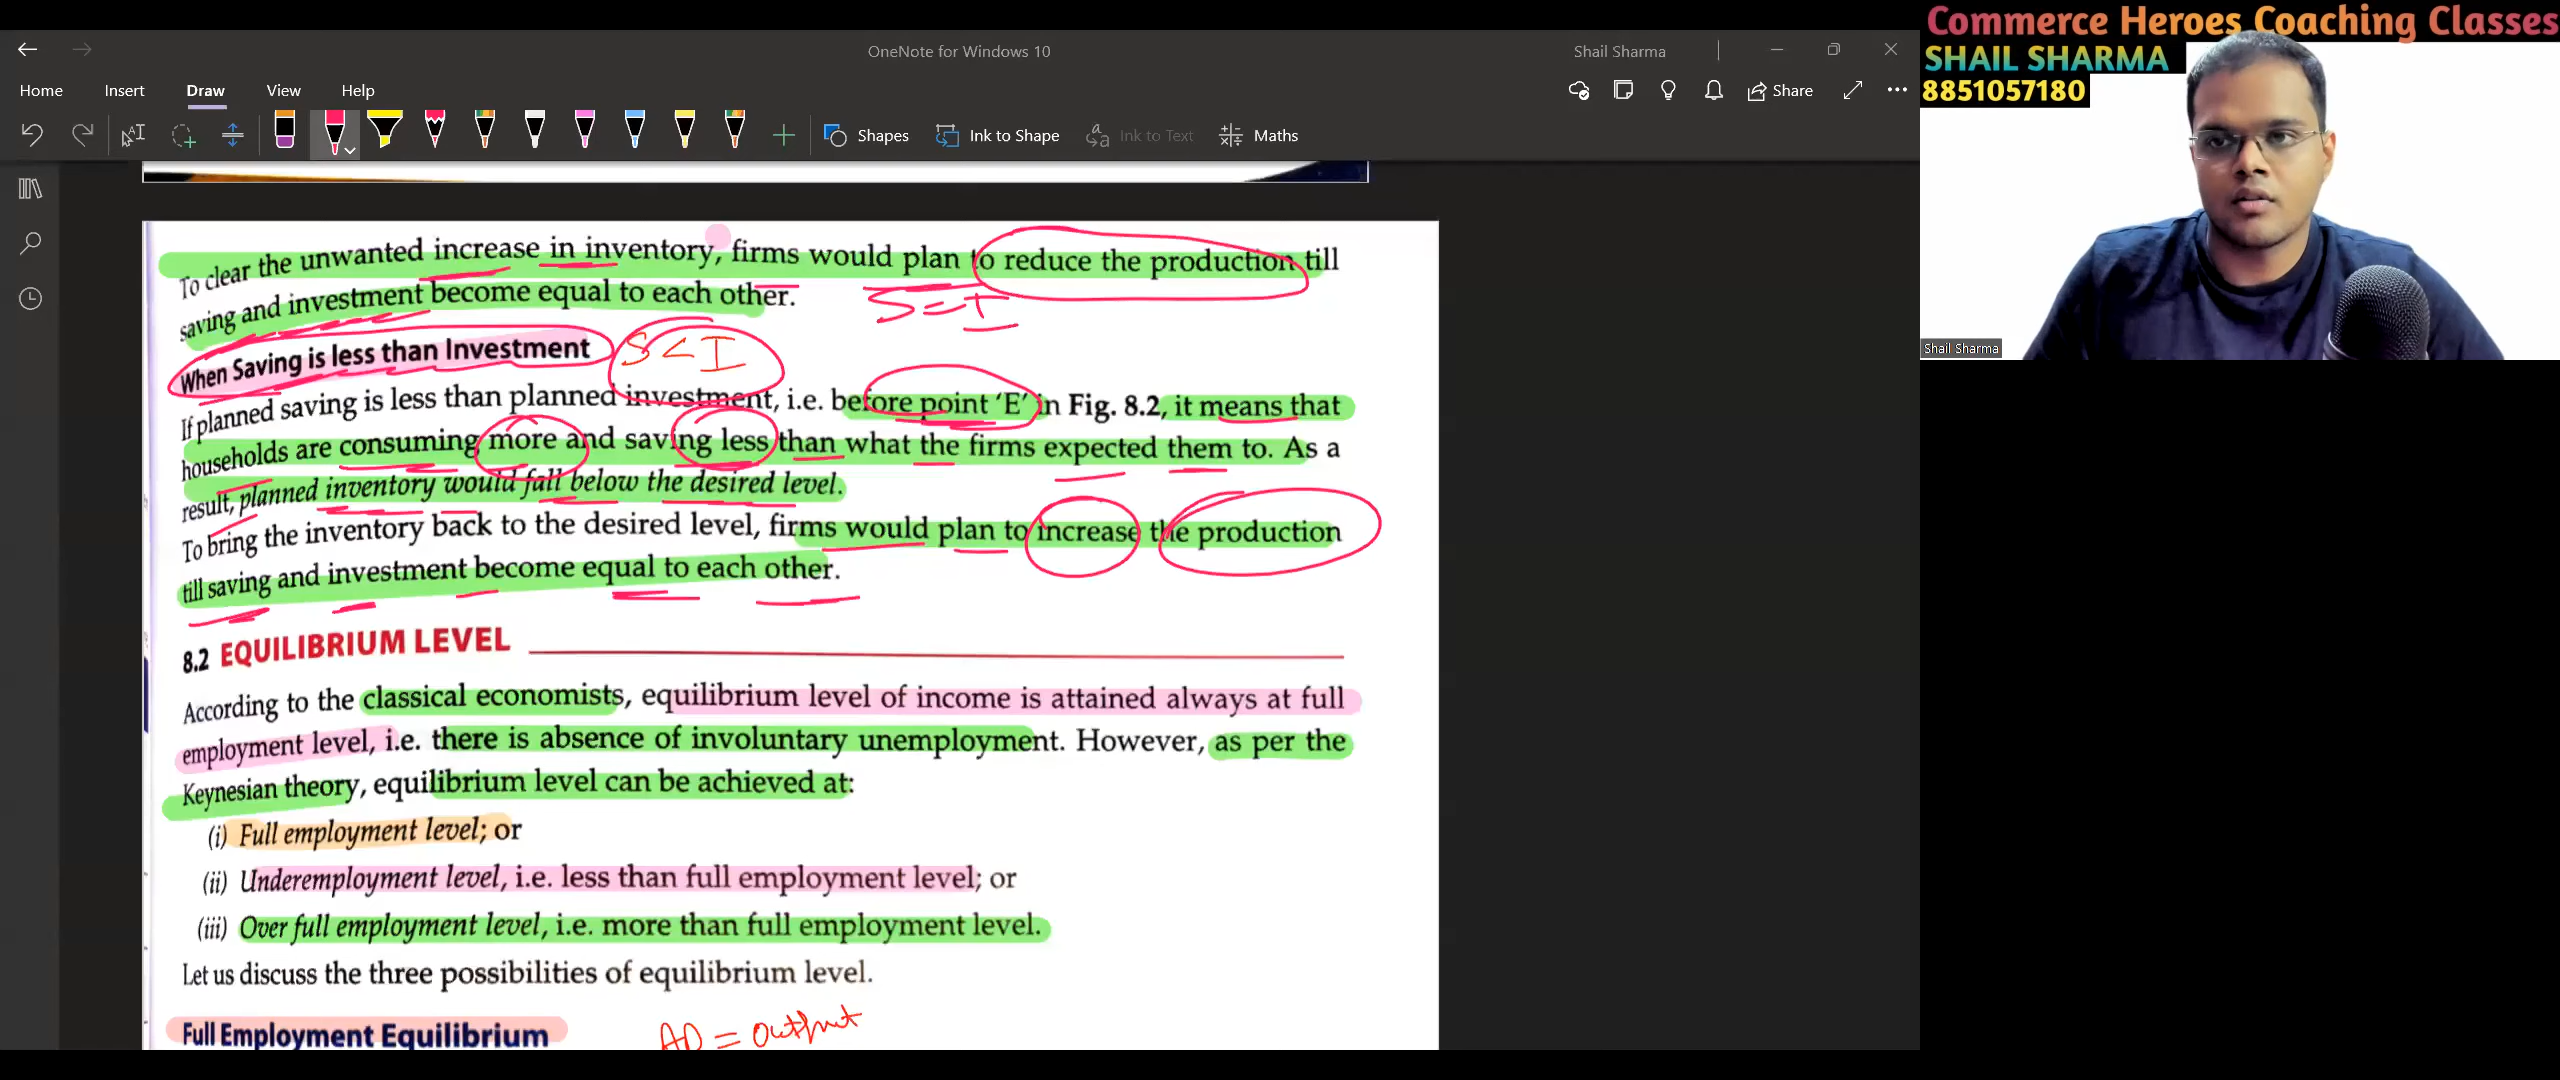 Commerce Heroes Coaching Classes
SHAIL SHARMA
8851057180
Shail Sharma
OneNote for Windows 10
Shail Sharma
Home Insert Draw View Help
Share
Shapes Ink to Shape Ink to Text Maths
To clear the unwanted increase in inventory, firms would plan to reduce the production till
saving and investment become equal to each other.
S = I
When Saving is less than Investment
S < I
If planned saving is less than planned investment, i.e. before point 'E' in Fig. 8.2, it means that
households are consuming more and saving less than what the firms expected them to. As a
result, planned inventory would fall below the desired level.
To bring the inventory back to the desired level, firms would plan to increase the production
till saving and investment become equal to each other.
8.2 EQUILIBRIUM LEVEL
According to the classical economists, equilibrium level of income is attained always at full
employment level, i.e. there is absence of involuntary unemployment. However, as per the
Keynesian theory, equilibrium level can be achieved at:
(i) Full employment level; or
(ii) Underemployment level, i.e. less than full employment level; or
(iii) Over full employment level, i.e. more than full employment level.
Let us discuss the three possibilities of equilibrium level.
Full Employment Equilibrium
AD = output